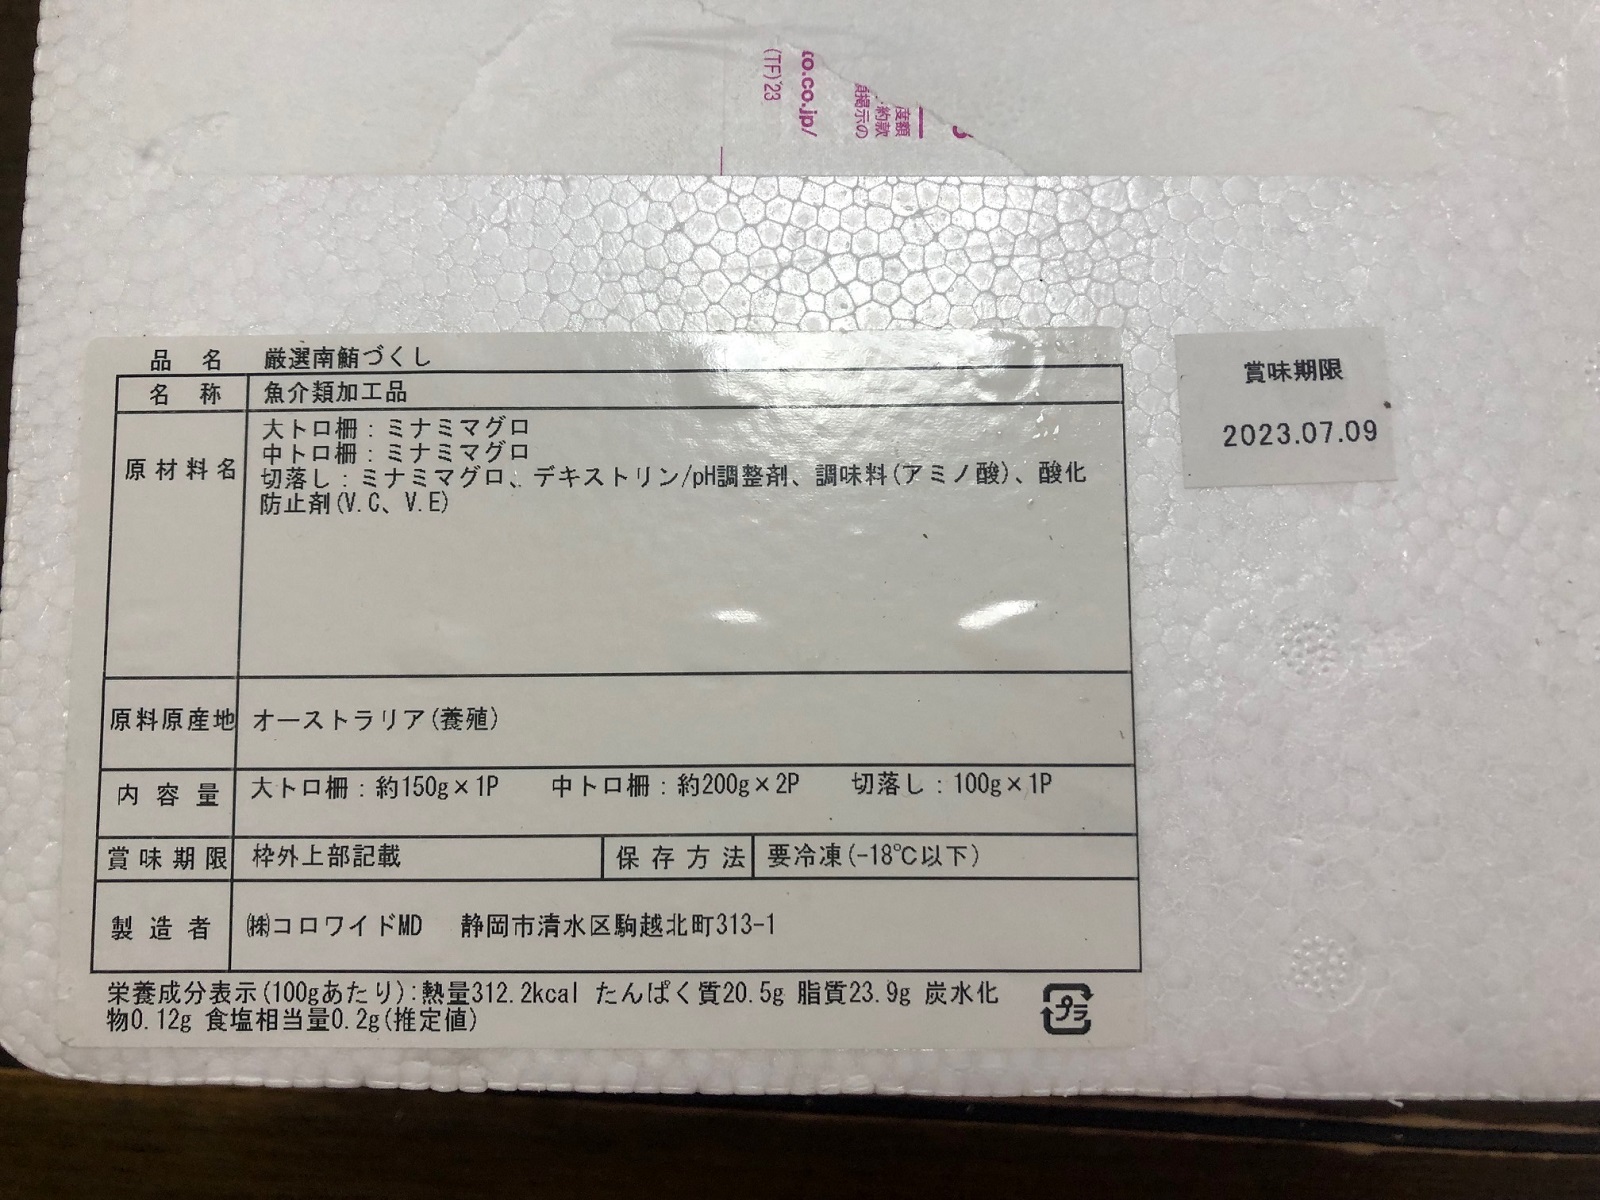 (TF)'23
o.co.jp/
掲示の
約款
度額
品名 厳選南鮪づくし
名称 魚介類加工品
原材料名
大トロ柵:ミナミマグロ
中トロ柵:ミナミマグロ
切落し:ミナミマグロ、デキストリン/pH調整剤、調味料(アミノ酸)、酸化
防止剤(V.C、V.E)
原料原産地 オーストラリア(養殖)
内容量 大トロ柵:約150g×1P 中トロ柵:約200g×2P 切落し:100g×1P
賞味期限 枠外上部記載 保存方法 要冷凍(-18℃以下)
製造者 ㈱コロワイドMD 静岡市清水区駒越北町313-1
栄養成分表示(100gあたり):熱量312.2kcal たんぱく質20.5g 脂質23.9g 炭水化
物0.12g 食塩相当量0.2g(推定値)
プラ
賞味期限
2023.07.09